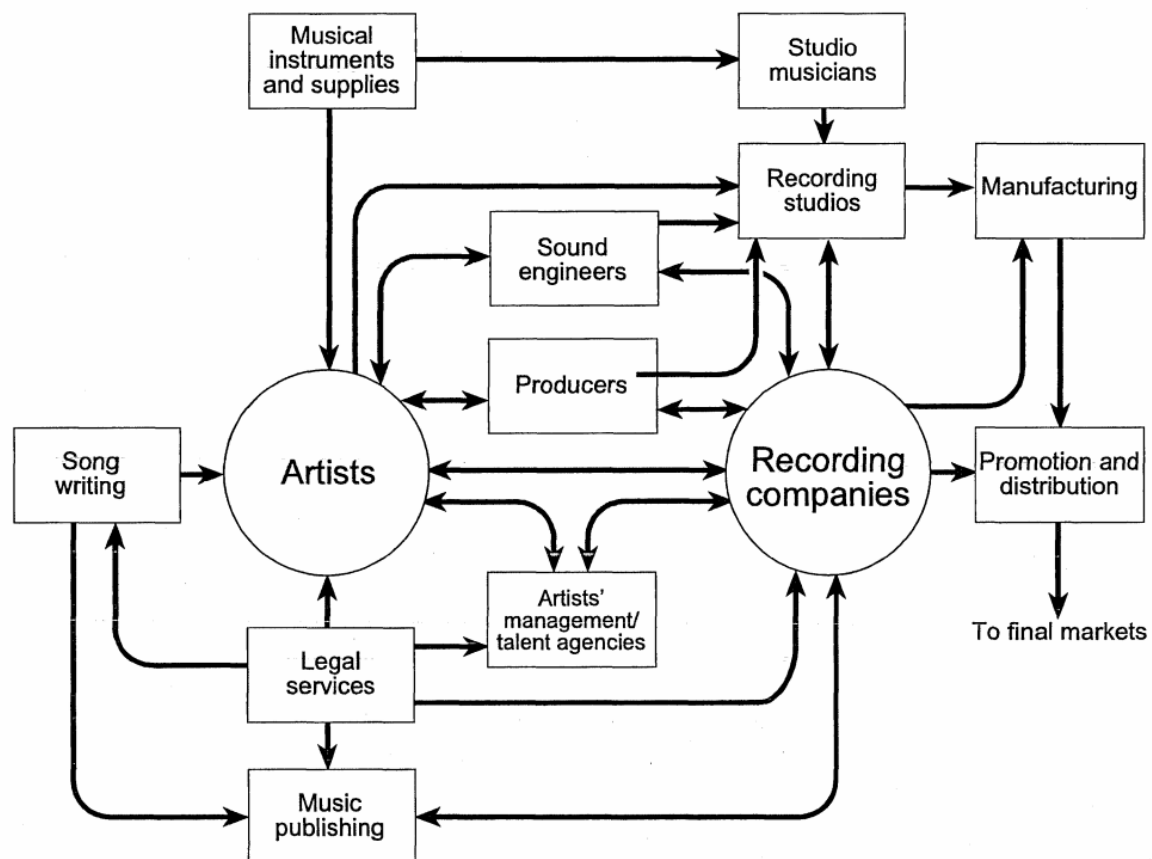 Musical
instruments
and supplies
Studio
musicians
Recording
studios
Manufacturing
Sound
engineers
Producers
Song
writing
Artists
Recording
companies
Promotion and
distribution
Artists'
management/
talent agencies
To final markets
Legal
services
Music
publishing